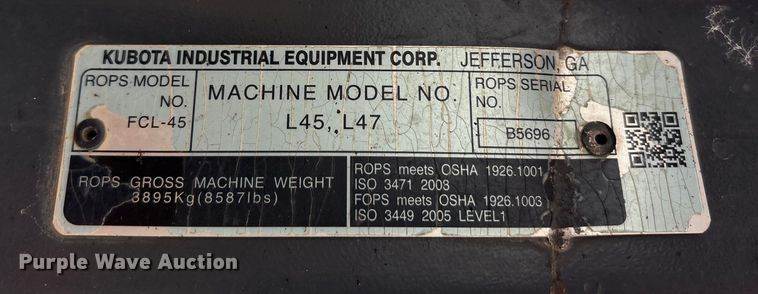 KUBOTA INDUSTRIAL EQUIPMENT CORP. JEFFERSON, GA
ROPS MODEL NO.
FCL-45
MACHINE MODEL NO.
L45, L47
ROPS SERIAL NO.
B5696
ROPS GROSS MACHINE WEIGHT
3895Kg(8587lbs)
ROPS meets OSHA 1926.1001
ISO 3471 2008
FOPS meets OSHA 1926.1003
ISO 3449 2005 LEVEL1
Purple Wave Auction